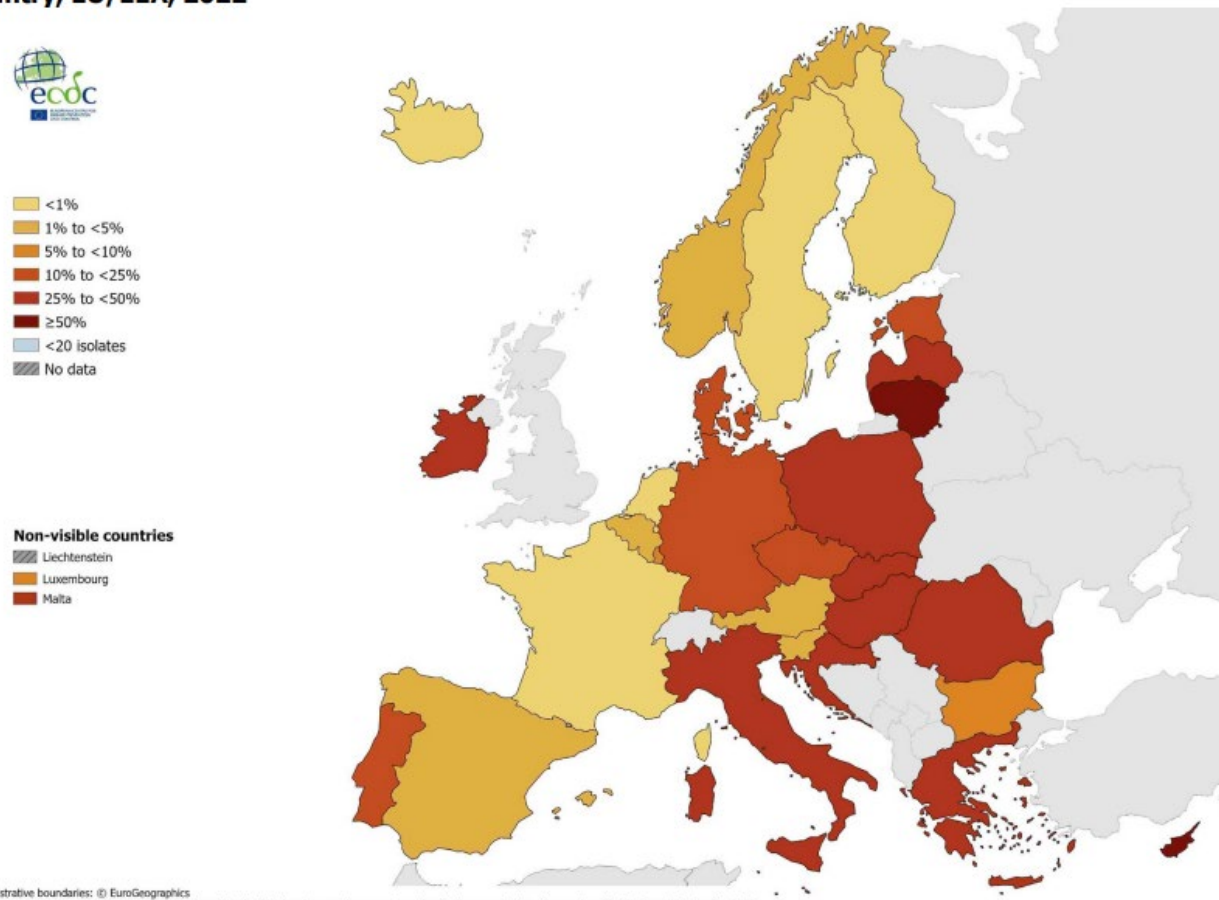 ecdc
<1%
1% to <5%
5% to <10%
10% to <25%
25% to <50%
≥50%
<20 isolates
No data
Non-visible countries
Liechtenstein
Luxembourg
Malta
boundaries: © EuroGeographics